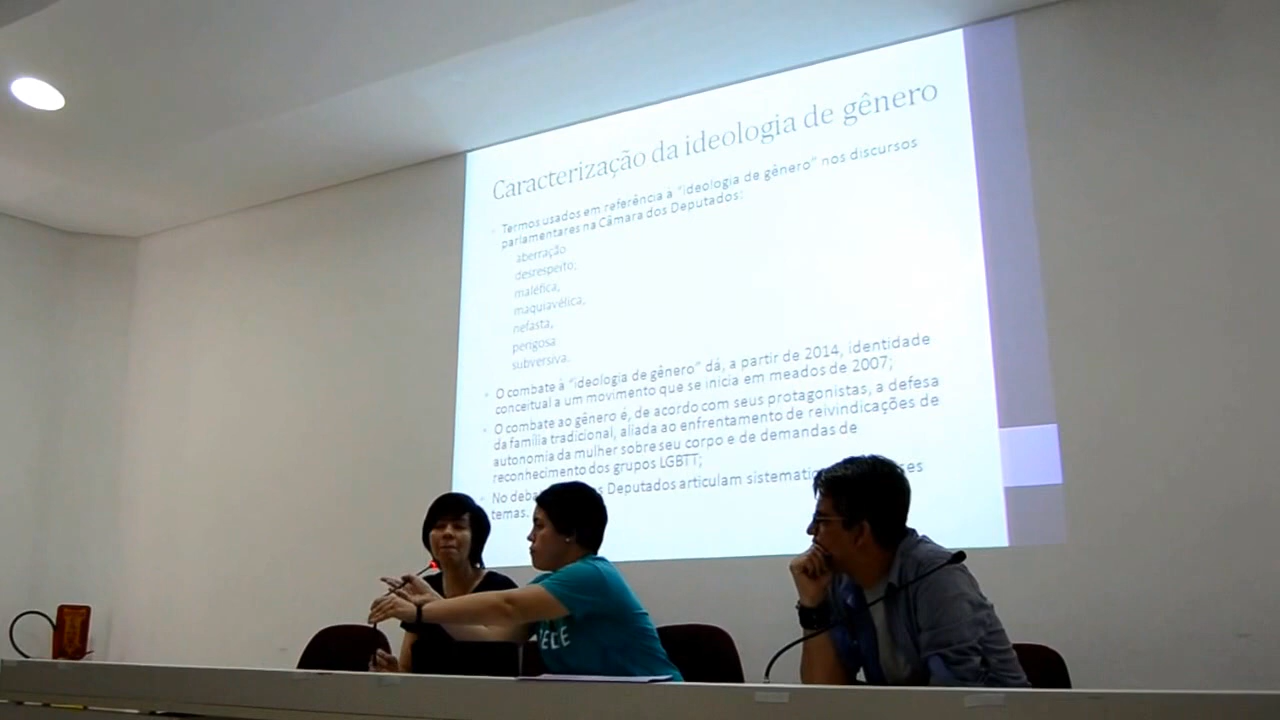 Caracterização da ideologia de gênero
Termos usados em referência à "ideologia de gênero" nos discursos
parlamentares na Câmara dos Deputados:
aberração
desrespeito;
maléfica,
maquiavélica,
nefasta,
perigosa
subversiva.
O combate à "ideologia de gênero" dá, a partir de 2014, identidade
conceitual a um movimento que se inicia em meados de 2007;
O combate ao gênero é, de acordo com seus protagonistas, a defesa
da família tradicional, aliada ao enfrentamento de reivindicações de
autonomia da mulher sobre seu corpo e de demandas de
reconhecimento dos grupos LGBTT;
No Deputados articulam
temas.